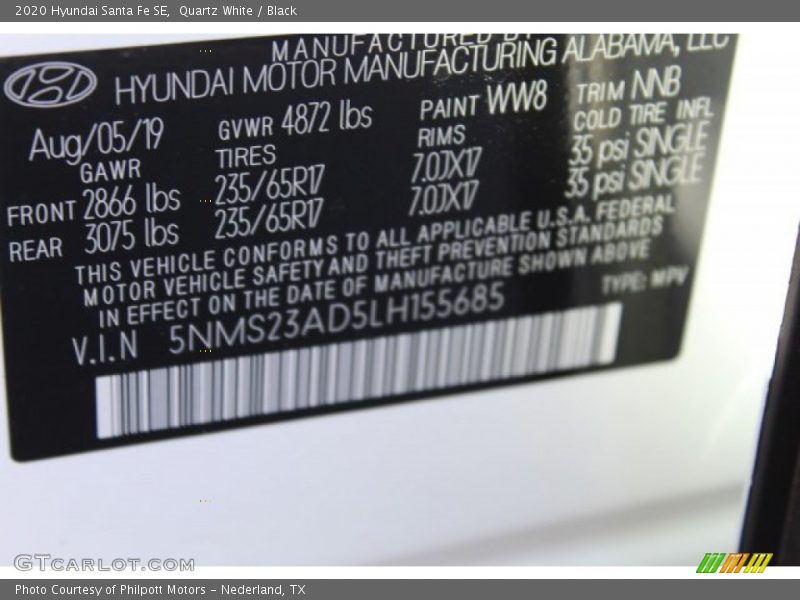 2020 Hyundai Santa Fe SE, Quartz White / Black
MANUFACTURED BY
HYUNDAI MOTOR MANUFACTURING ALABAMA, LLC
Aug/05/19 GVWR 4872 lbs PAINT WW8 TRIM NNB
GAWR TIRES RIMS COLD TIRE INFL
FRONT 2866 lbs 235/65R17 7.0JX17 35 psi SINGLE
REAR 3075 lbs 235/65R17 7.0JX17 35 psi SINGLE
THIS VEHICLE CONFORMS TO ALL APPLICABLE U.S.A. FEDERAL
MOTOR VEHICLE SAFETY AND THEFT PREVENTION STANDARDS
IN EFFECT ON THE DATE OF MANUFACTURE SHOWN ABOVE
V.I.N 5NMS23AD5LH155685 TYPE: MPV
GTCARLOT.COM
Photo Courtesy of Philpott Motors - Nederland, TX